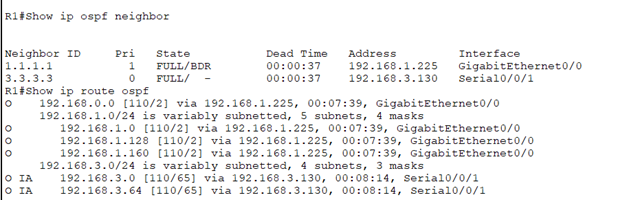 R1#Show ip ospf neighbor
Neighbor ID     Pri   State           Dead Time   Address         Interface
1.1.1.1           1   FULL/BDR        00:00:37    192.168.1.225   GigabitEthernet0/0
3.3.3.3           0   FULL/  -        00:00:37    192.168.3.130   Serial0/0/1
R1#Show ip route ospf
O    192.168.0.0 [110/2] via 192.168.1.225, 00:07:39, GigabitEthernet0/0
     192.168.1.0/24 is variably subnetted, 5 subnets, 4 masks
O       192.168.1.0 [110/2] via 192.168.1.225, 00:07:39, GigabitEthernet0/0
O       192.168.1.128 [110/2] via 192.168.1.225, 00:07:39, GigabitEthernet0/0
O       192.168.1.160 [110/2] via 192.168.1.225, 00:07:39, GigabitEthernet0/0
     192.168.3.0/24 is variably subnetted, 4 subnets, 3 masks
O IA    192.168.3.0 [110/65] via 192.168.3.130, 00:08:14, Serial0/0/1
O IA    192.168.3.64 [110/65] via 192.168.3.130, 00:08:14, Serial0/0/1